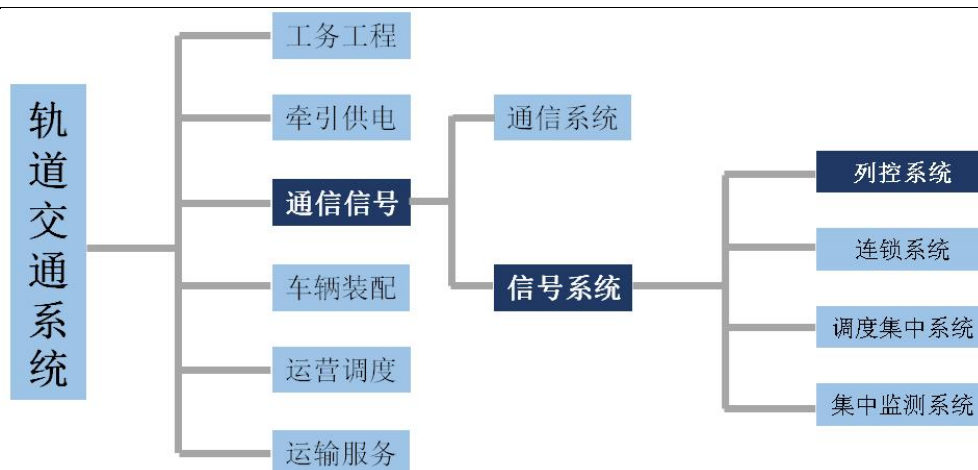 轨道交通系统
工务工程
牵引供电
通信信号
车辆装配
运营调度
运输服务
通信系统
信号系统
列控系统
连锁系统
调度集中系统
集中监测系统